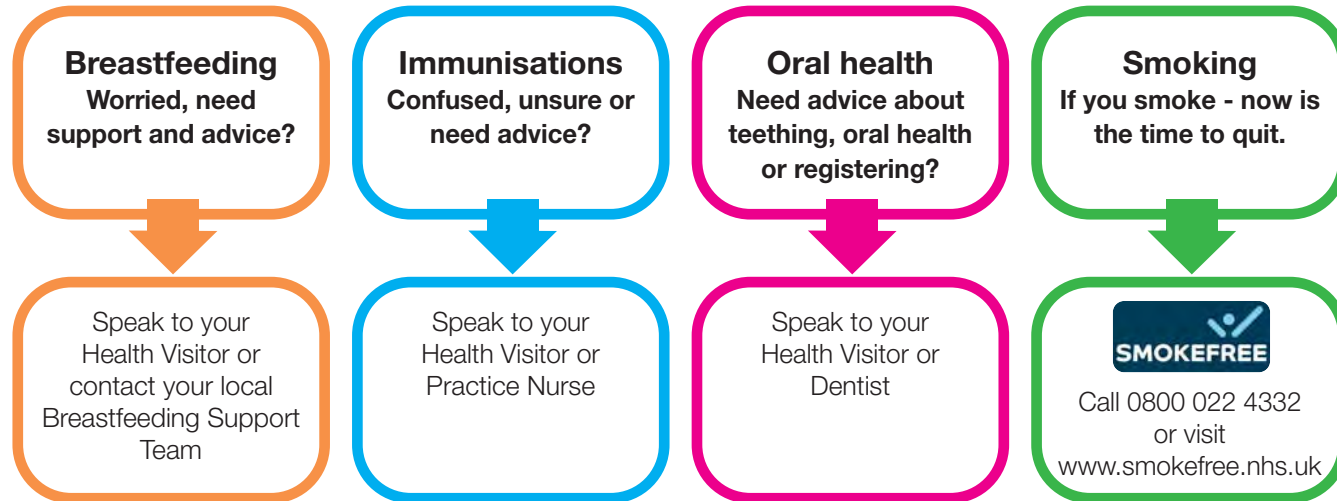 Breastfeeding
Worried, need
support and advice?
Speak to your
Health Visitor or
contact your local
Breastfeeding Support
Team
Immunisations
Confused, unsure or
need advice?
Speak to your
Health Visitor or
Practice Nurse
Oral health
Need advice about
teething, oral health
or registering?
Speak to your
Health Visitor or
Dentist
Smoking
If you smoke - now is
the time to quit.
SMOKEFREE
Call 0800 022 4332
or visit
www.smokefree.nhs.uk